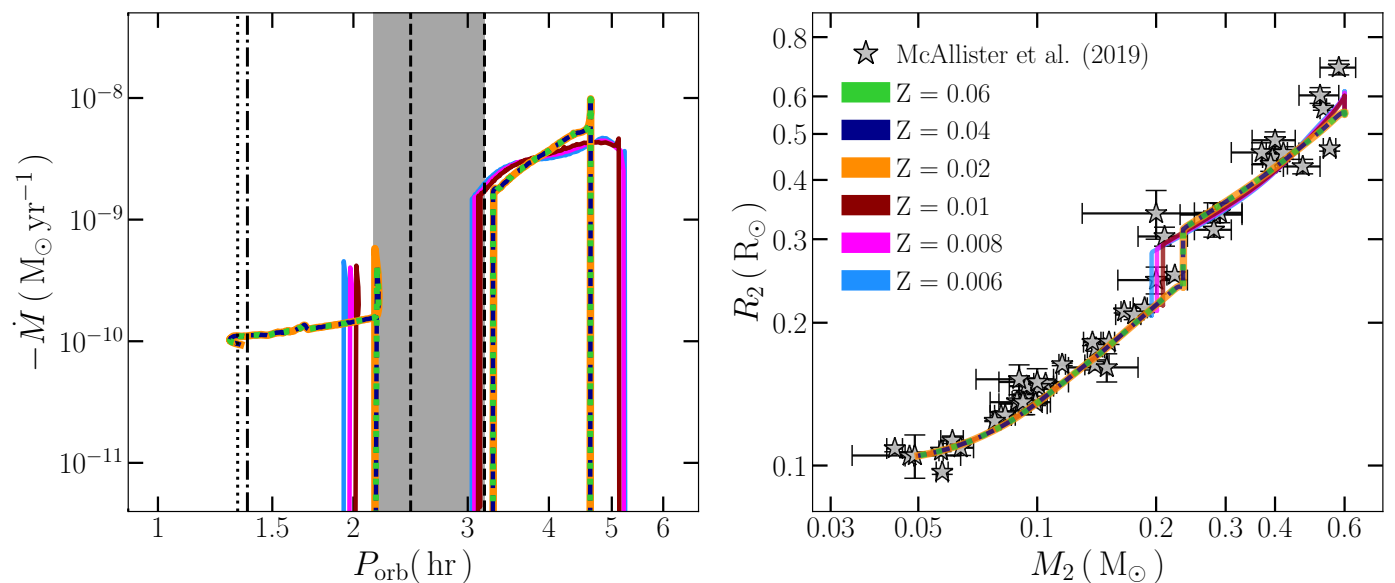 −Ṁ ( M⊙ yr⁻¹)
10⁻⁸
10⁻⁹
10⁻¹⁰
10⁻¹¹
1 1.5 2 3 4 5 6
P_orb( hr)
R₂( R⊙)
0.8
0.6
0.5
0.4
0.3
0.2
0.1
McAllister et al. (2019)
Z = 0.06
Z = 0.04
Z = 0.02
Z = 0.01
Z = 0.008
Z = 0.006
0.03 0.05 0.1 0.2 0.3 0.4 0.6
M₂( M⊙)